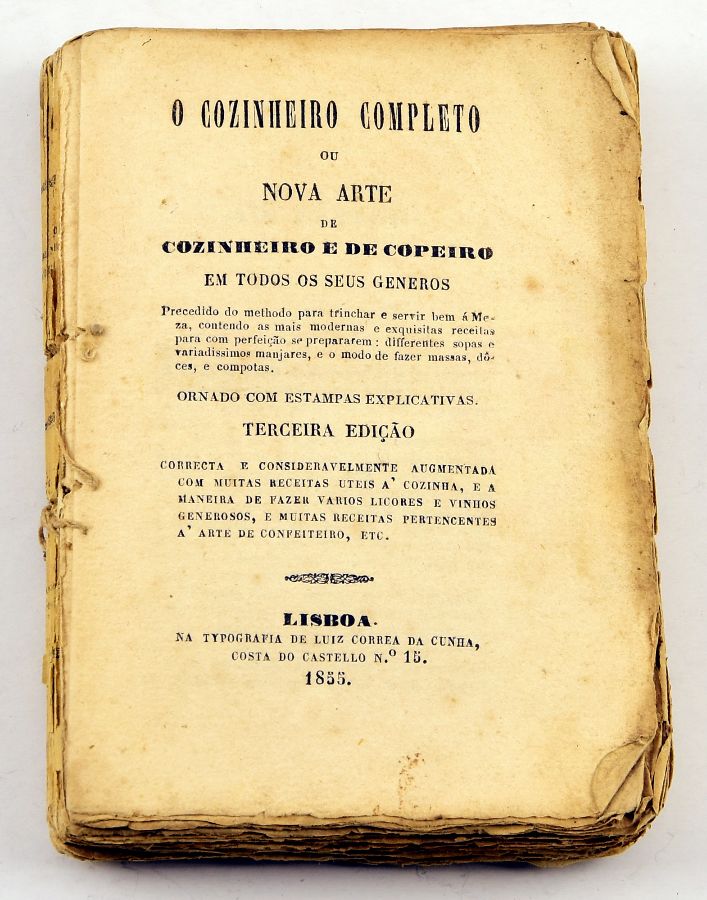 O COZINHEIRO COMPLETO
OU
NOVA ARTE
DE
COZINHEIRO E DE COPEIRO
EM TODOS OS SEUS GENEROS
Precedido do methodo para trinchar e servir bem á Me-
za, contendo as mais modernas e exquisitas receitas
para com perfeição se prepararem: differentes sopas e
variadissimos manjares, e o modo de fazer massas, dô-
ces, e compotas.
ORNADO COM ESTAMPAS EXPLICATIVAS.
TERCEIRA EDIÇÃO
CORRECTA E CONSIDERAVELMENTE AUGMENTADA
COM MUITAS RECEITAS UTEIS A' COZINHA, E A
MANEIRA DE FAZER VARIOS LICORES E VINHOS
GENEROSOS, E MUITAS RECEITAS PERTENCENTES
A' ARTE DE CONFEITEIRO, ETC.
LISBOA.
NA TYPOGRAFIA DE LUIZ CORREA DA CUNHA,
COSTA DO CASTELLO N.º 15.
1855.